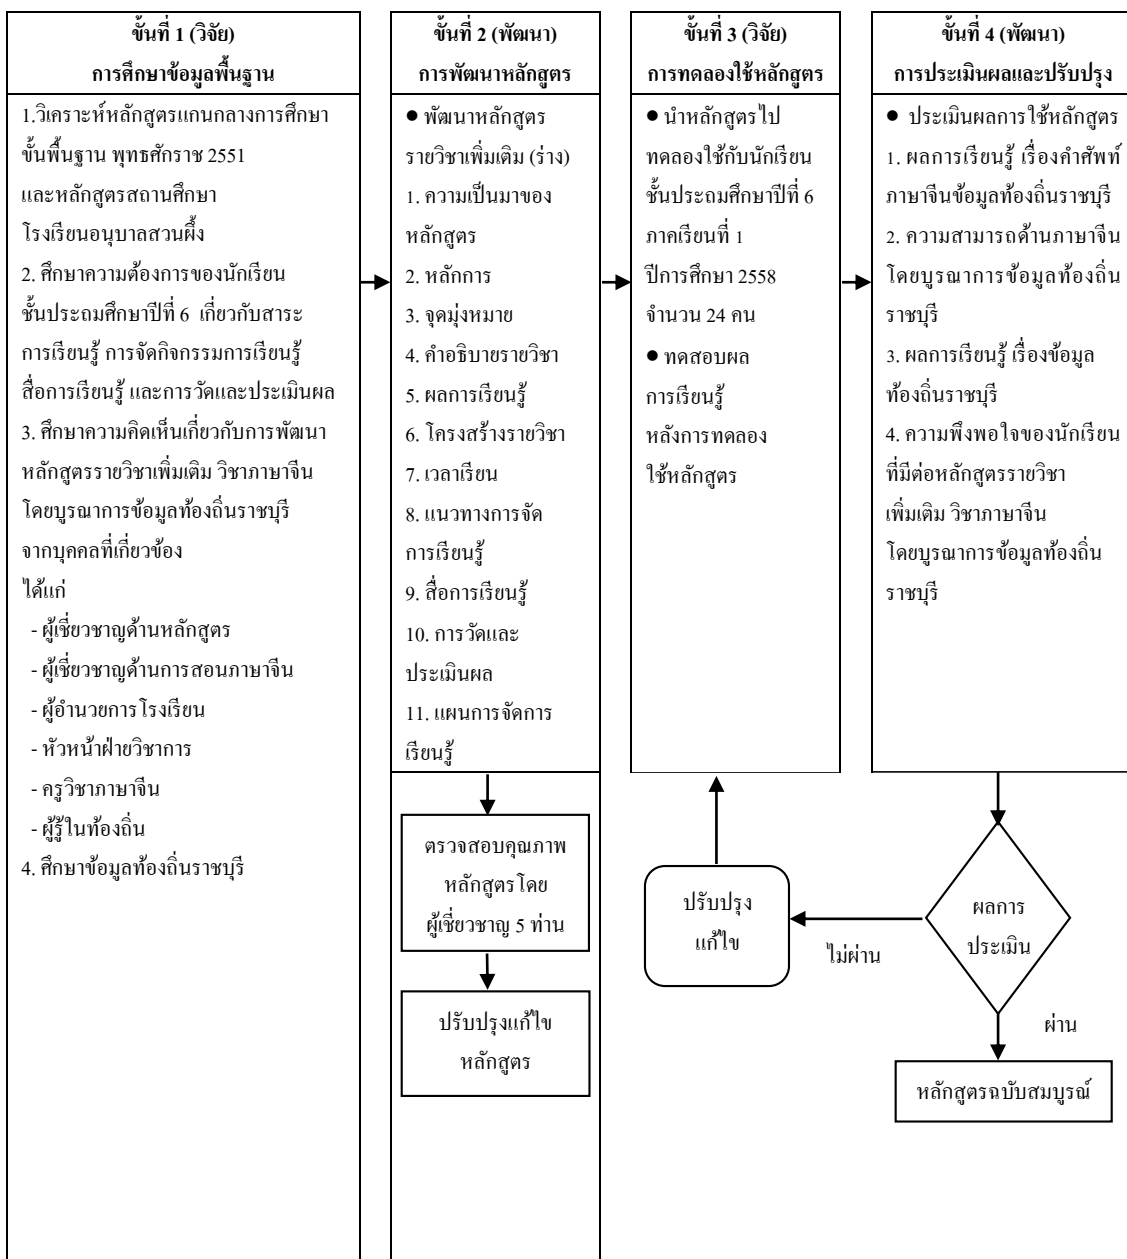 ขั้นที่ 1 (วิจัย)
การศึกษาข้อมูลพื้นฐาน
1.วิเคราะห์หลักสูตรแกนกลางการศึกษา
ขั้นพื้นฐาน พุทธศักราช 2551
และหลักสูตรสถานศึกษา
โรงเรียนอนุบาลสวนผึ้ง
2. ศึกษาความต้องการของนักเรียน
ชั้นประถมศึกษาปีที่ 6 เกี่ยวกับสาระ
การเรียนรู้ การจัดกิจกรรมการเรียนรู้
สื่อการเรียนรู้ และการวัดและประเมินผล
3. ศึกษาความคิดเห็นเกี่ยวกับการพัฒนา
หลักสูตรรายวิชาเพิ่มเติม วิชาภาษาจีน
โดยบูรณาการข้อมูลท้องถิ่นราชบุรี
จากบุคคลที่เกี่ยวข้อง
ได้แก่
- ผู้เชี่ยวชาญด้านหลักสูตร
- ผู้เชี่ยวชาญด้านการสอนภาษาจีน
- ผู้อำนวยการโรงเรียน
- หัวหน้าฝ่ายวิชาการ
- ครูวิชาภาษาจีน
- ผู้รู้ในท้องถิ่น
4. ศึกษาข้อมูลท้องถิ่นราชบุรี
ขั้นที่ 2 (พัฒนา)
การพัฒนาหลักสูตร
● พัฒนาหลักสูตร
รายวิชาเพิ่มเติม (ร่าง)
1. ความเป็นมาของ
หลักสูตร
2. หลักการ
3. จุดมุ่งหมาย
4. คำอธิบายรายวิชา
5. ผลการเรียนรู้
6. โครงสร้างรายวิชา
7. เวลาเรียน
8. แนวทางการจัด
การเรียนรู้
9. สื่อการเรียนรู้
10. การวัดและ
ประเมินผล
11. แผนการจัดการ
เรียนรู้
ตรวจสอบคุณภาพ
หลักสูตรโดย
ผู้เชี่ยวชาญ 5 ท่าน
ปรับปรุงแก้ไข
หลักสูตร
ขั้นที่ 3 (วิจัย)
การทดลองใช้หลักสูตร
● นำหลักสูตรไป
ทดลองใช้กับนักเรียน
ชั้นประถมศึกษาปีที่ 6
ภาคเรียนที่ 1
ปีการศึกษา 2558
จำนวน 24 คน
● ทดสอบผล
การเรียนรู้
หลังการทดลอง
ใช้หลักสูตร
ปรับปรุง
แก้ไข
ขั้นที่ 4 (พัฒนา)
การประเมินผลและปรับปรุง
● ประเมินผลการใช้หลักสูตร
1. ผลการเรียนรู้ เรื่องคำศัพท์
ภาษาจีนข้อมูลท้องถิ่นราชบุรี
2. ความสามารถด้านภาษาจีน
โดยบูรณาการข้อมูลท้องถิ่น
ราชบุรี
3. ผลการเรียนรู้ เรื่องข้อมูล
ท้องถิ่นราชบุรี
4. ความพึงพอใจของนักเรียน
ที่มีต่อหลักสูตรรายวิชา
เพิ่มเติม วิชาภาษาจีน
โดยบูรณาการข้อมูลท้องถิ่น
ราชบุรี
ผลการ
ประเมิน
ไม่ผ่าน
ผ่าน
หลักสูตรฉบับสมบูรณ์